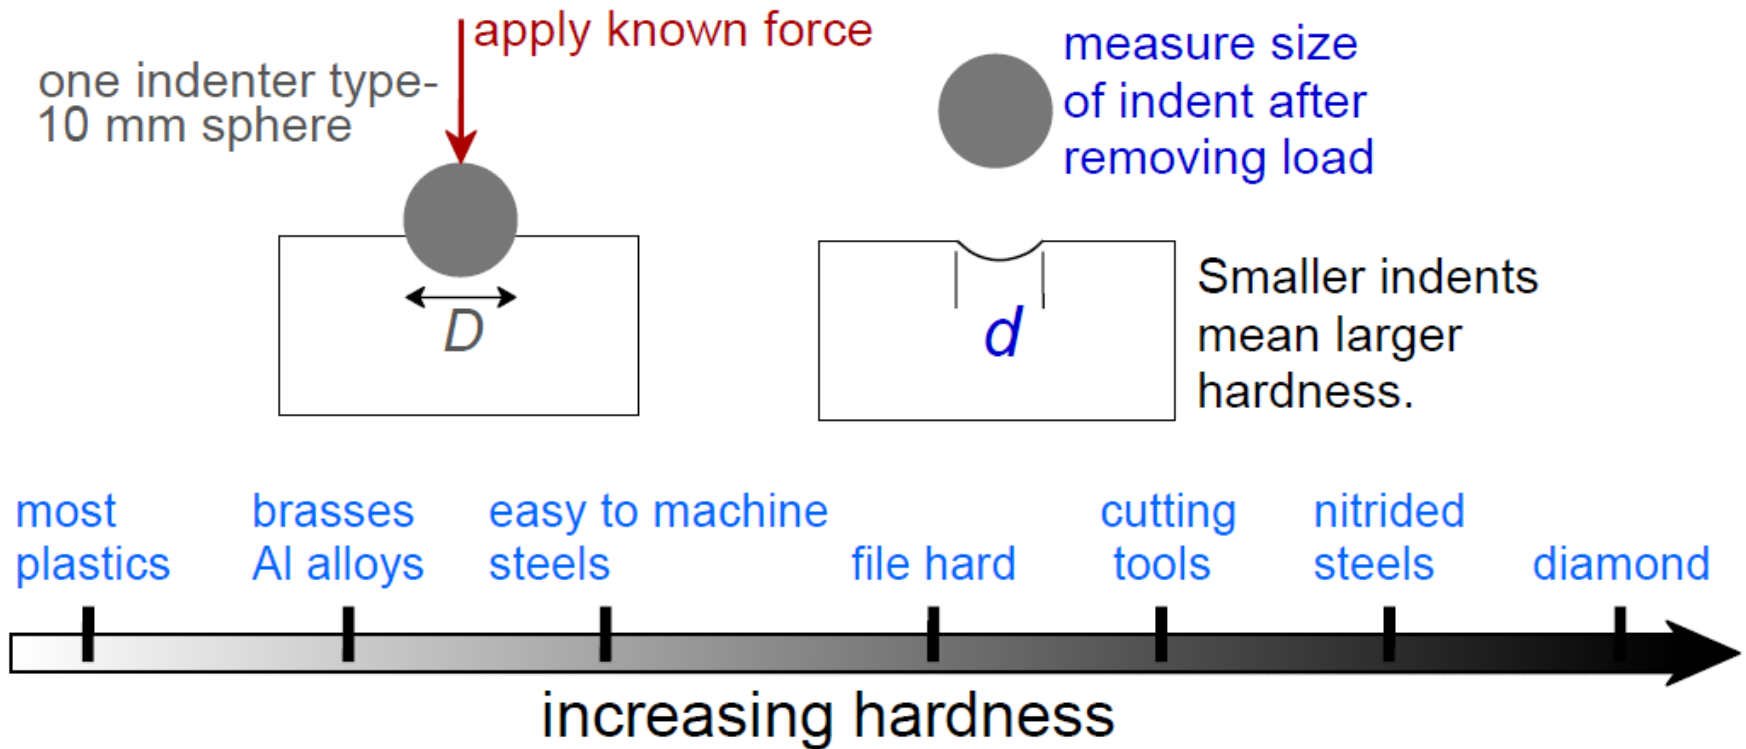 apply known force
one indenter type-
10 mm sphere
D
measure size
of indent after
removing load
d
Smaller indents
mean larger
hardness.
most
plastics
brasses
Al alloys
easy to machine
steels
file hard
cutting
tools
nitrided
steels
diamond
increasing hardness